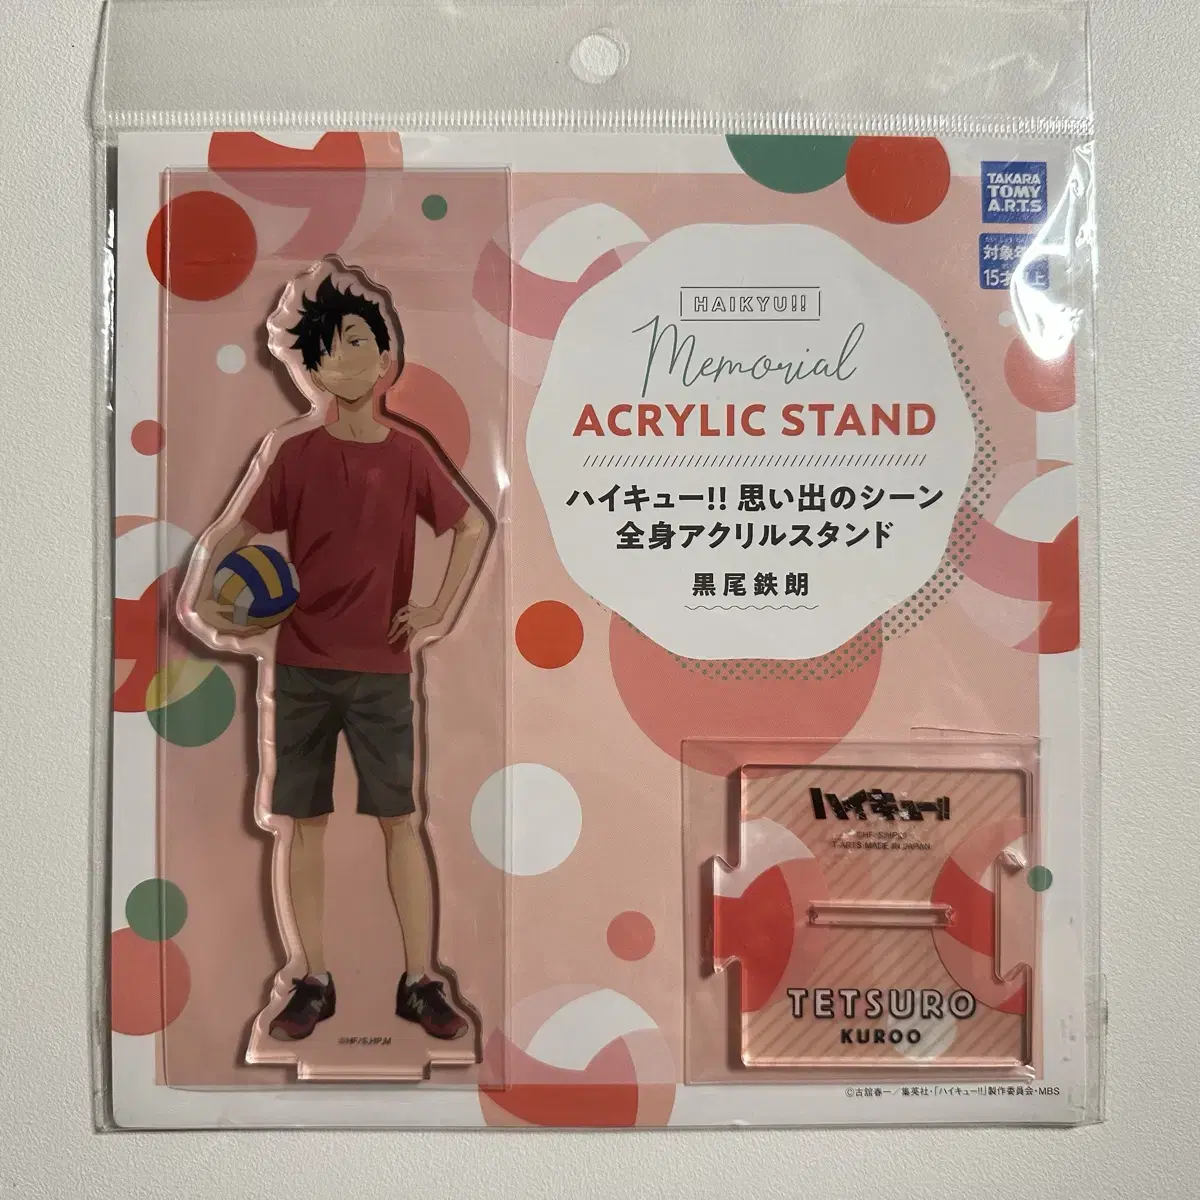 TAKARA
TOMY
A.R.T.S
対象年
15才 上
HAIKYU!!
Memorial
ACRYLIC STAND
ハイキュー!! 思い出のシーン
全身アクリルスタンド
黒尾鉄朗
ハイキュー!!
©HF/S,HP,M
T-ARTS MADE IN JAPAN
TETSURO
KUROO
©HF/S,HP,M
©古舘春一／集英社・「ハイキュー!!」製作委員会・MBS